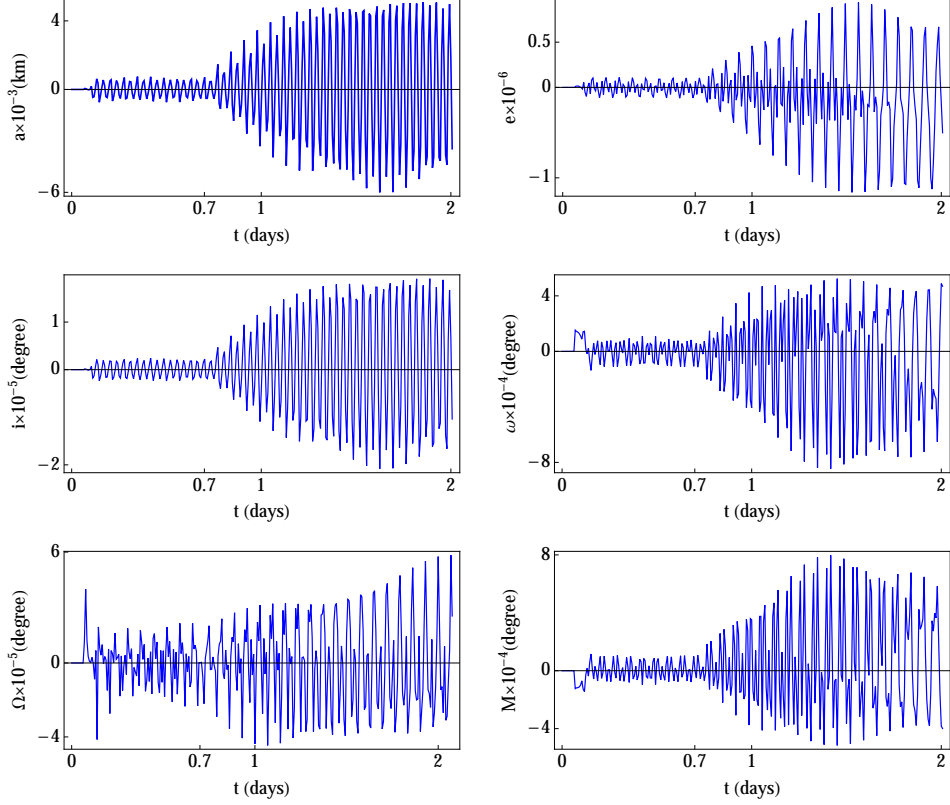 4
0
−6
a×10⁻³(km)
0 0.7 1 2
t (days)
0.5
0
−1
e×10⁻⁶
0 0.7 1 2
t (days)
1
0
−2
i×10⁻⁵(degree)
0 0.7 1 2
t (days)
4
0
−8
ω×10⁻⁴(degree)
0 0.7 1 2
t (days)
6
0
−4
Ω×10⁻⁵(degree)
0 0.7 1 2
t (days)
8
0
−4
M×10⁻⁴(degree)
0 0.7 1 2
t (days)